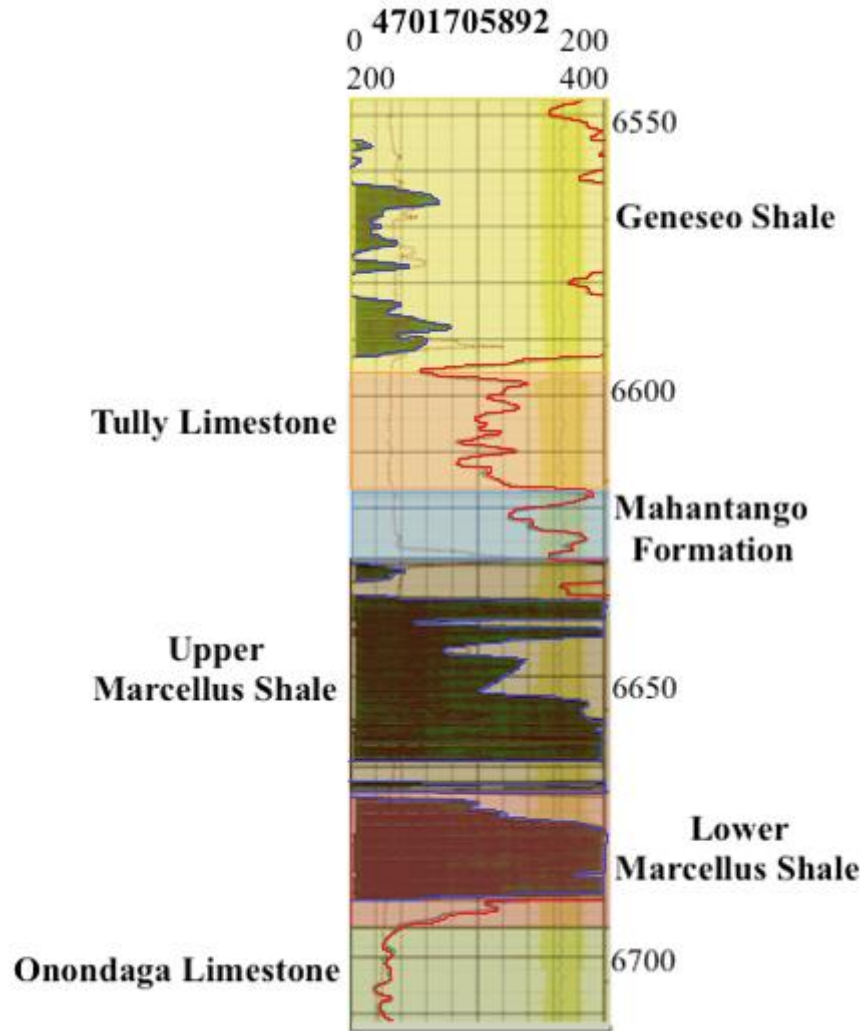 4701705892
0 200
200 400
6550
Geneseo Shale
6600
Tully Limestone
Mahantango
Formation
Upper
Marcellus Shale
6650
Lower
Marcellus Shale
6700
Onondaga Limestone